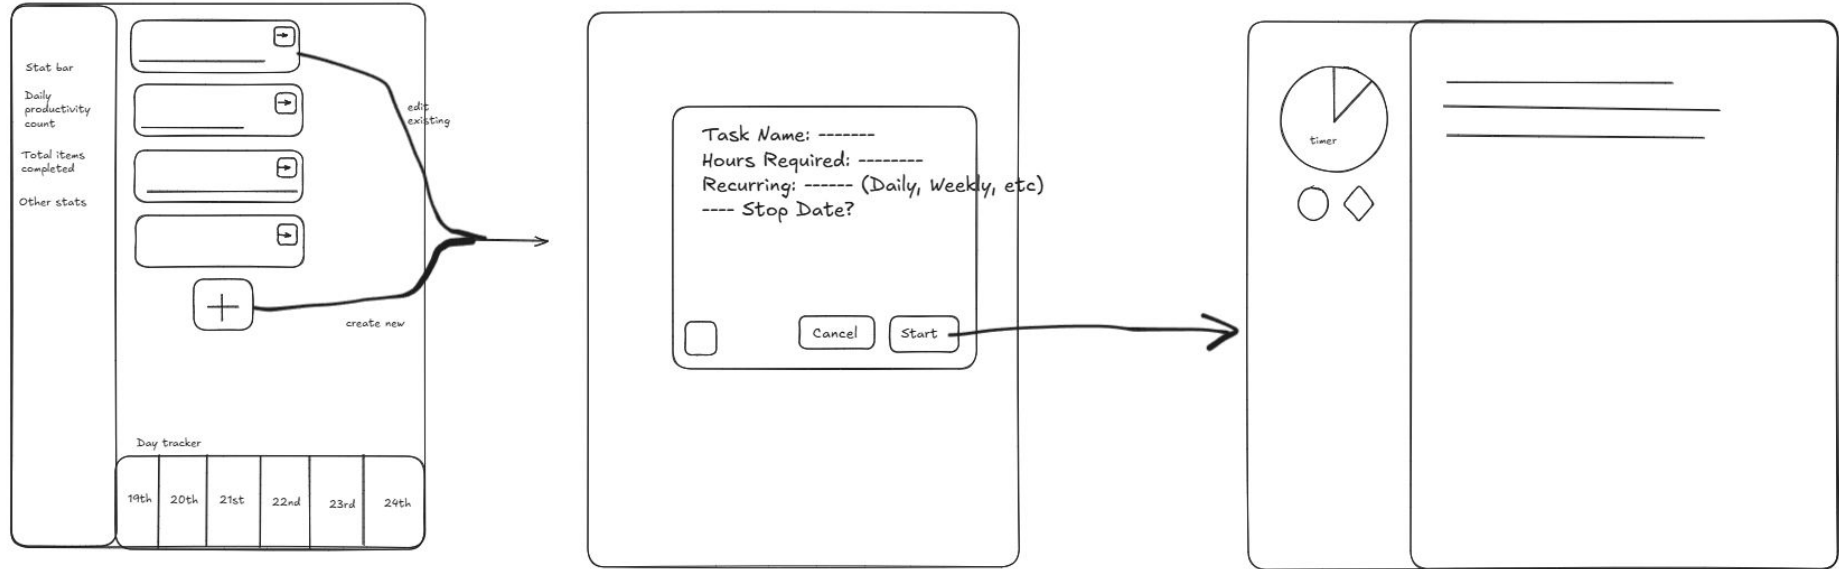 Stat bar
Daily
productivity
count
Total items
completed
Other stats
edit
existing
create new
Day tracker
19th
20th
21st
22nd
23rd
24th
Task Name: -------
Hours Required: --------
Recurring: ------ (Daily, Weekly, etc)
---- Stop Date?
Cancel
Start
timer